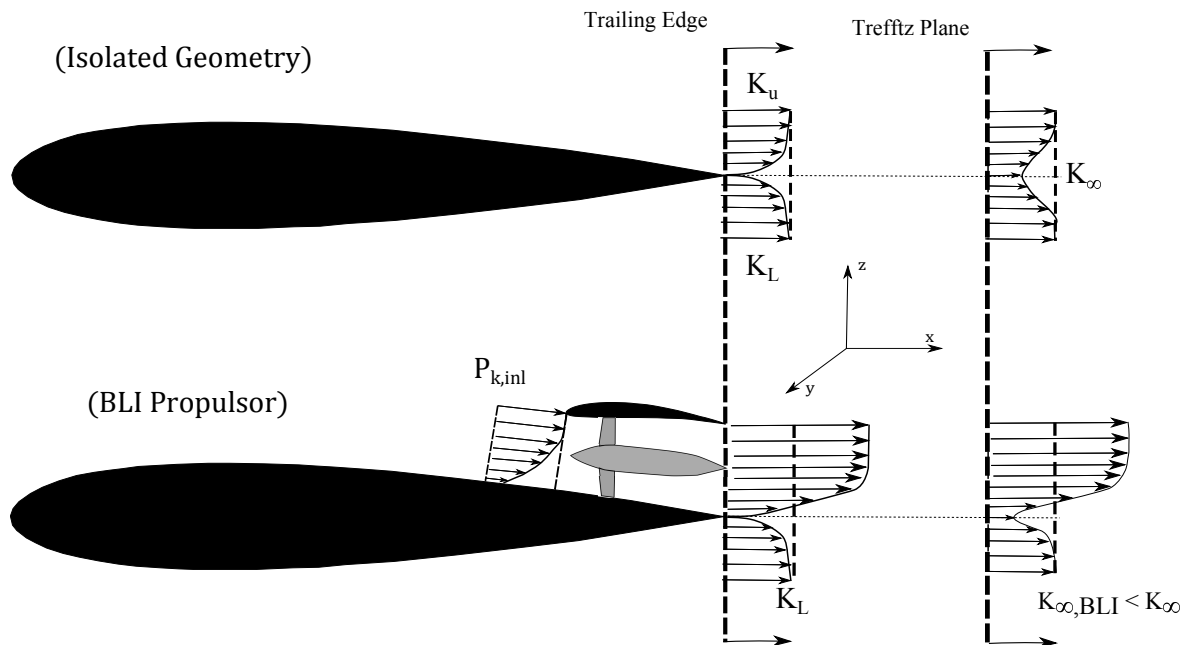 Trailing Edge
Trefftz Plane
(Isolated Geometry)
K_u
K_∞
K_L
z
x
y
P_k,inl
(BLI Propulsor)
K_L
K_∞,BLI < K_∞